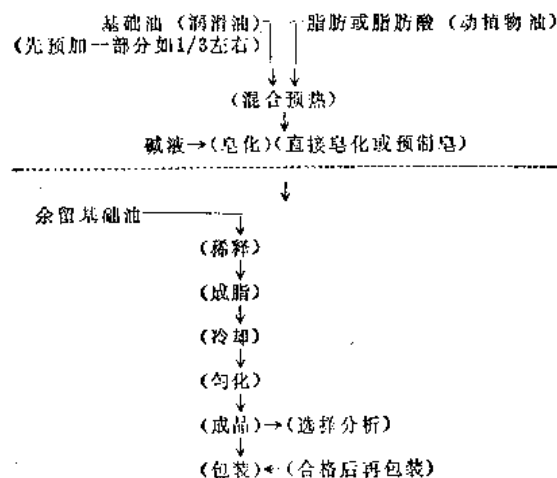 基础油（润滑油） 脂肪或脂肪酸（动植物油）
（先预加一部分如1/3左右）
（混合预热）
碱液→（皂化）（直接皂化或预制皂）
余留基础油
（稀释）
（成脂）
（冷却）
（匀化）
（成品）→（选择分析）
（包装）←（合格后再包装）